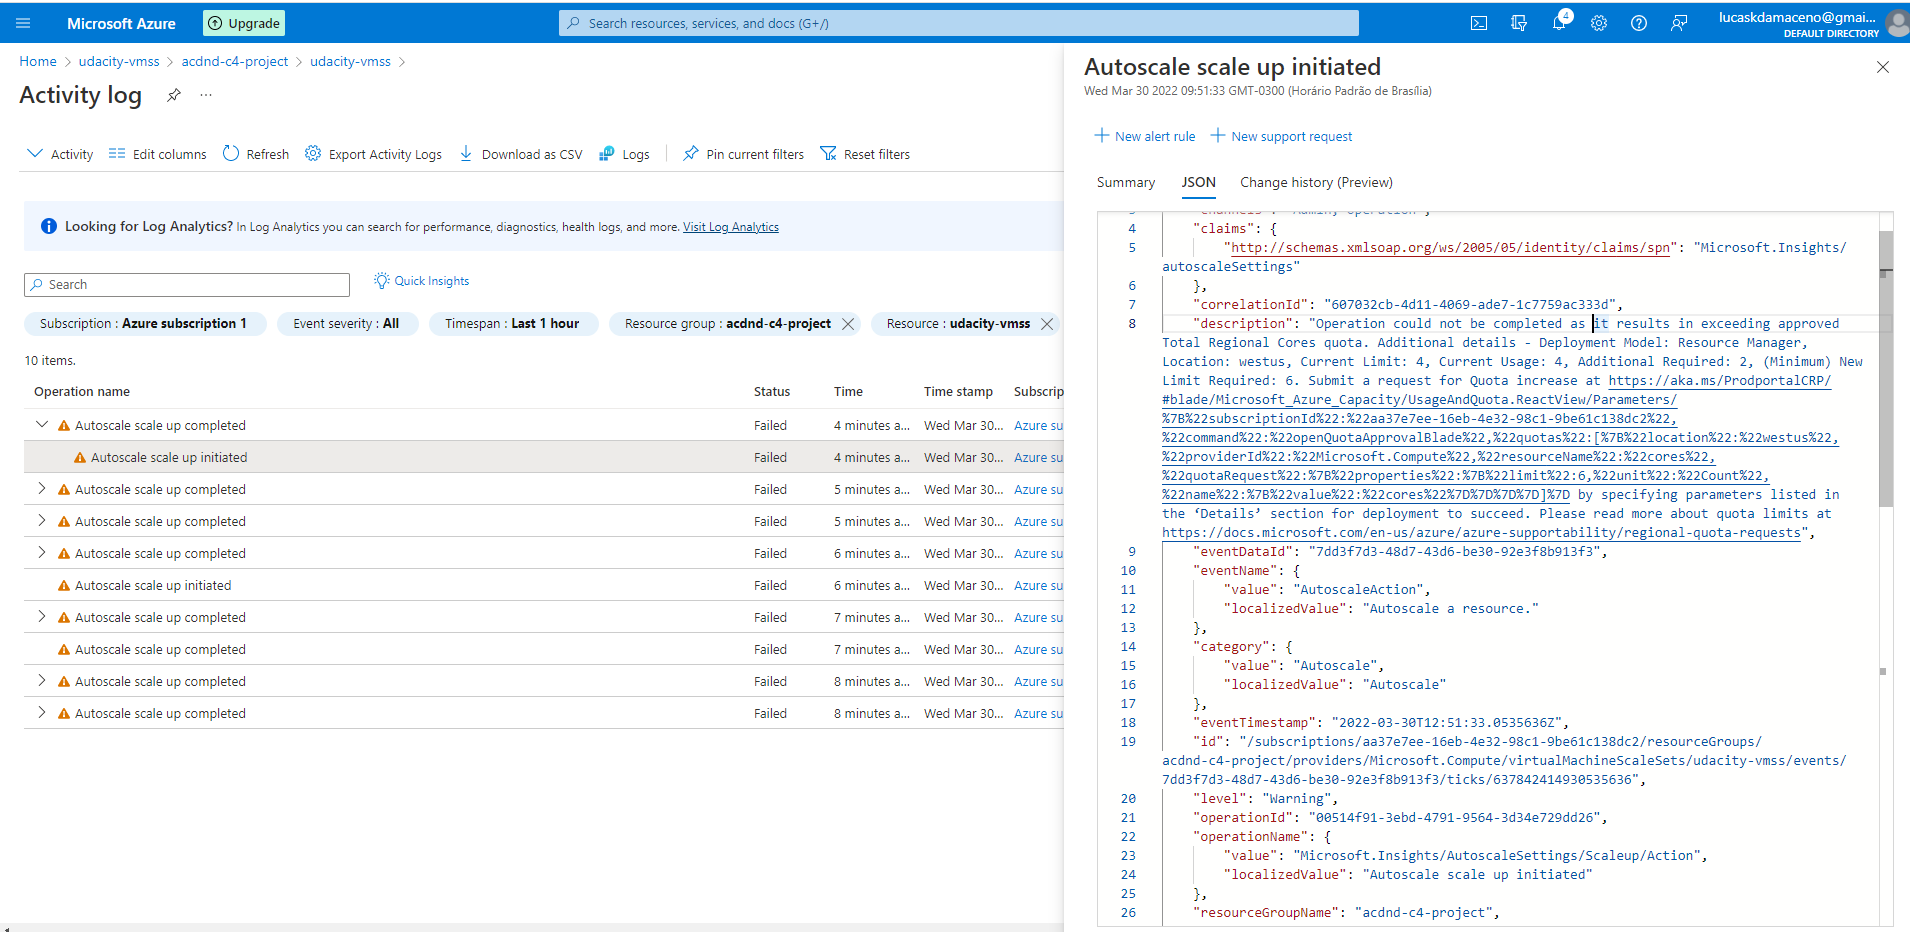 Microsoft Azure
Upgrade
Search resources, services, and docs (G+/)
4
lucaskdamaceno@gmai...
DEFAULT DIRECTORY
Home > udacity-vmss > acdnd-c4-project > udacity-vmss >
Activity log
...
Activity Edit columns Refresh Export Activity Logs Download as CSV Logs Pin current filters Reset filters
Looking for Log Analytics? In Log Analytics you can search for performance, diagnostics, health logs, and more. Visit Log Analytics
Search
Quick Insights
Subscription : Azure subscription 1 Event severity : All Timespan : Last 1 hour Resource group : acdnd-c4-project Resource : udacity-vmss
10 items.
Operation name Status Time Time stamp Subscrip
Autoscale scale up completed Failed 4 minutes a... Wed Mar 30... Azure su
Autoscale scale up initiated Failed 4 minutes a... Wed Mar 30... Azure su
Autoscale scale up completed Failed 5 minutes a... Wed Mar 30... Azure su
Autoscale scale up completed Failed 5 minutes a... Wed Mar 30... Azure su
Autoscale scale up completed Failed 6 minutes a... Wed Mar 30... Azure su
Autoscale scale up initiated Failed 6 minutes a... Wed Mar 30... Azure su
Autoscale scale up completed Failed 7 minutes a... Wed Mar 30... Azure su
Autoscale scale up completed Failed 7 minutes a... Wed Mar 30... Azure su
Autoscale scale up completed Failed 8 minutes a... Wed Mar 30... Azure su
Autoscale scale up completed Failed 8 minutes a... Wed Mar 30... Azure su
Autoscale scale up initiated
Wed Mar 30 2022 09:51:33 GMT-0300 (Horário Padrão de Brasília)
New alert rule New support request
Summary JSON Change history (Preview)
3 "channels": "Admin, Operation",
4 "claims": {
5 "http://schemas.xmlsoap.org/ws/2005/05/identity/claims/spn": "Microsoft.Insights/
autoscaleSettings"
6 },
7 "correlationId": "607032cb-4d11-4069-ade7-1c7759ac333d",
8 "description": "Operation could not be completed as it results in exceeding approved
Total Regional Cores quota. Additional details - Deployment Model: Resource Manager,
Location: westus, Current Limit: 4, Current Usage: 4, Additional Required: 2, (Minimum) New
Limit Required: 6. Submit a request for Quota increase at https://aka.ms/ProdportalCRP/
#blade/Microsoft_Azure_Capacity/UsageAndQuota.ReactView/Parameters/
%7B%22subscriptionId%22:%22aa37e7ee-16eb-4e32-98c1-9be61c138dc2%22,
%22command%22:%22openQuotaApprovalBlade%22,%22quotas%22:[%7B%22location%22:%22westus%22,
%22providerId%22:%22Microsoft.Compute%22,%22resourceName%22:%22cores%22,
%22quotaRequest%22:%7B%22properties%22:%7B%22limit%22:6,%22unit%22:%22Count%22,
%22name%22:%7B%22value%22:%22cores%22%7D%7D%7D%7D]%7D by specifying parameters listed in
the ‘Details’ section for deployment to succeed. Please read more about quota limits at
https://docs.microsoft.com/en-us/azure/azure-supportability/regional-quota-requests",
9 "eventDataId": "7dd3f7d3-48d7-43d6-be30-92e3f8b913f3",
10 "eventName": {
11 "value": "AutoscaleAction",
12 "localizedValue": "Autoscale a resource."
13 },
14 "category": {
15 "value": "Autoscale",
16 "localizedValue": "Autoscale"
17 },
18 "eventTimestamp": "2022-03-30T12:51:33.0535636Z",
19 "id": "/subscriptions/aa37e7ee-16eb-4e32-98c1-9be61c138dc2/resourceGroups/
acdnd-c4-project/providers/Microsoft.Compute/virtualMachineScaleSets/udacity-vmss/events/
7dd3f7d3-48d7-43d6-be30-92e3f8b913f3/ticks/637842414930535636",
20 "level": "Warning",
21 "operationId": "00514f91-3ebd-4791-9564-3d34e729dd26",
22 "operationName": {
23 "value": "Microsoft.Insights/AutoscaleSettings/Scaleup/Action",
24 "localizedValue": "Autoscale scale up initiated"
25 },
26 "resourceGroupName": "acdnd-c4-project",